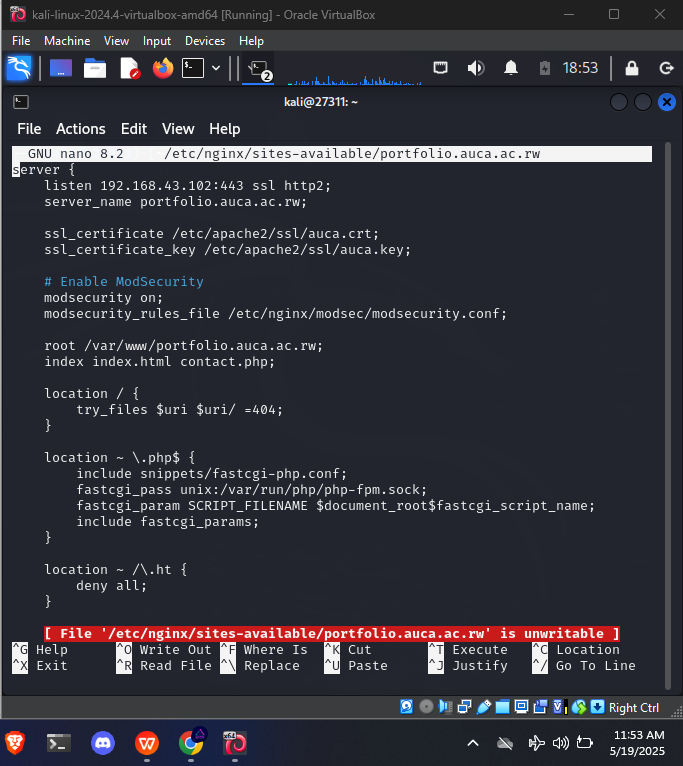 kali-linux-2024.4-virtualbox-amd64 [Running] - Oracle VirtualBox
File Machine View Input Devices Help
2
18:53
kali@27311: ~
File Actions Edit View Help
GNU nano 8.2 /etc/nginx/sites-available/portfolio.auca.ac.rw
server {
listen 192.168.43.102:443 ssl http2;
server_name portfolio.auca.ac.rw;
ssl_certificate /etc/apache2/ssl/auca.crt;
ssl_certificate_key /etc/apache2/ssl/auca.key;
# Enable ModSecurity
modsecurity on;
modsecurity_rules_file /etc/nginx/modsec/modsecurity.conf;
root /var/www/portfolio.auca.ac.rw;
index index.html contact.php;
location / {
try_files $uri $uri/ =404;
}
location ~ \.php$ {
include snippets/fastcgi-php.conf;
fastcgi_pass unix:/var/run/php/php-fpm.sock;
fastcgi_param SCRIPT_FILENAME $document_root$fastcgi_script_name;
include fastcgi_params;
}
location ~ /\.ht {
deny all;
}
[ File '/etc/nginx/sites-available/portfolio.auca.ac.rw' is unwritable ]
^G Help ^O Write Out ^F Where Is ^K Cut ^T Execute ^C Location
^X Exit ^R Read File ^\ Replace ^U Paste ^J Justify ^/ Go To Line
Right Ctrl
11:53 AM
5/19/2025